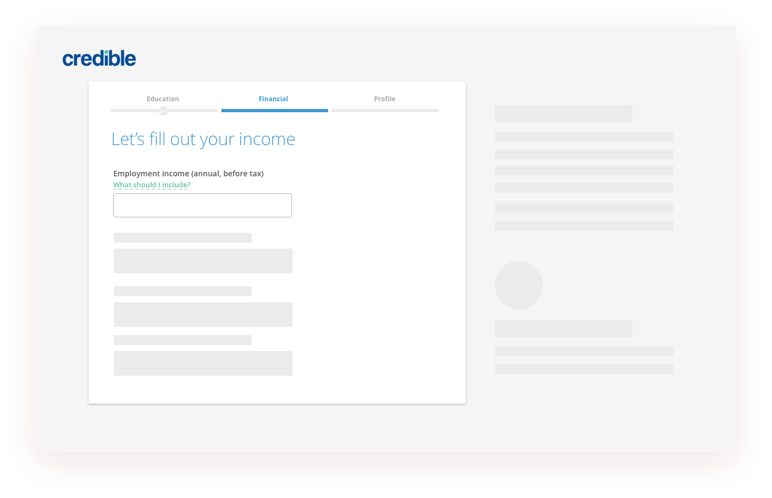 credible
Education Financial Profile
Let's fill out your income
Employment income (annual, before tax)
What should I include?